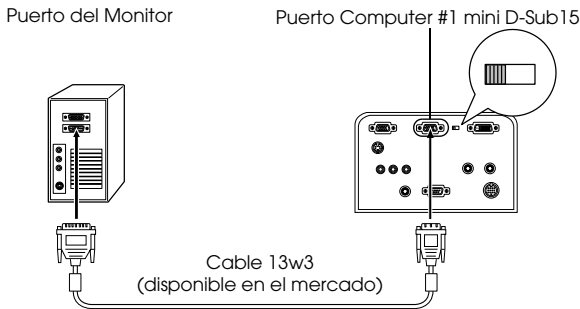 Puerto del Monitor
Puerto Computer #1 mini D-Sub15
Cable 13w3
(disponible en el mercado)